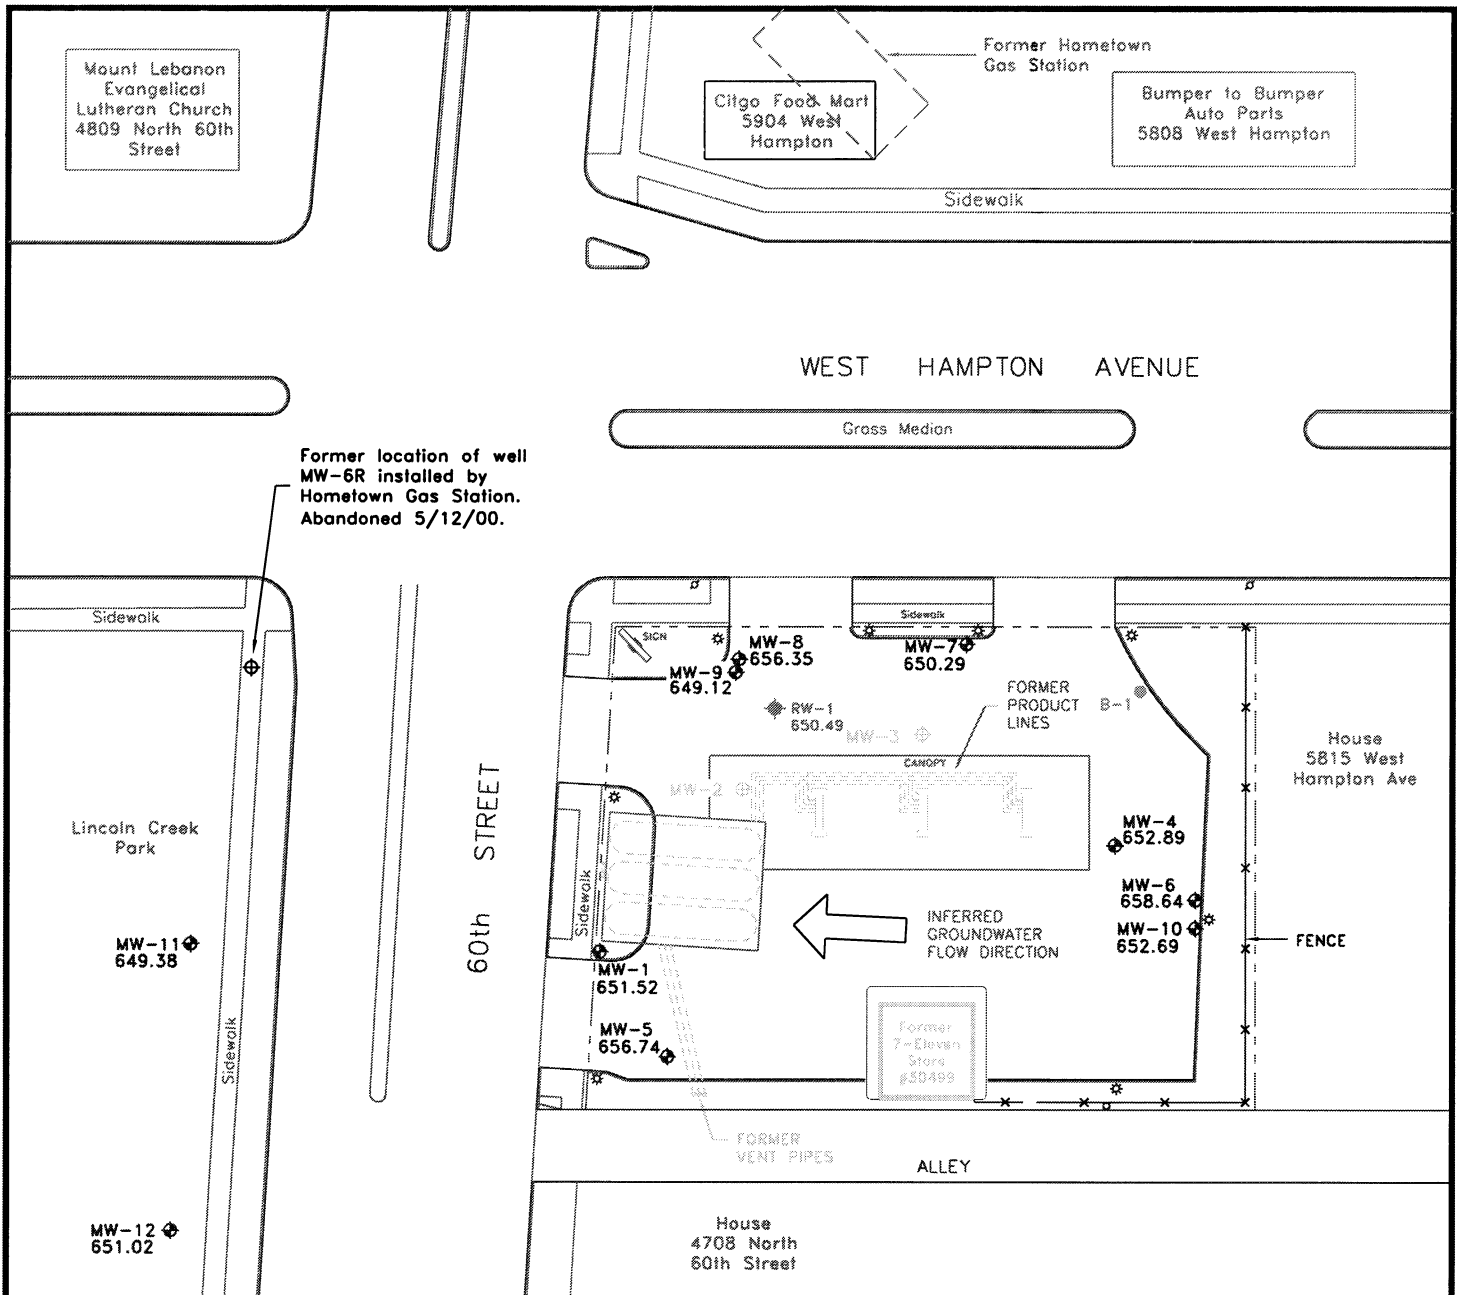 Mount Lebanon
Evangelical
Lutheran Church
4809 North 60th
Street
Former Hometown
Gas Station
Citgo Food Mart
5904 West
Hampton
Bumper to Bumper
Auto Parts
5808 West Hampton
Sidewalk
WEST HAMPTON AVENUE
Grass Median
Former location of well
MW-6R installed by
Hometown Gas Station.
Abandoned 5/12/00.
Sidewalk
Sidewalk
SIGN
MW-8
656.35
MW-9
649.12
MW-7
650.29
RW-1
650.49
MW-3
FORMER
PRODUCT
LINES
B-1
CANOPY
MW-2
House
5815 West
Hampton Ave
60th STREET
Lincoln Creek
Park
MW-4
652.89
MW-6
658.64
MW-10
652.69
Sidewalk
INFERRED
GROUNDWATER
FLOW DIRECTION
FENCE
MW-11
649.38
MW-1
651.52
MW-5
656.74
Former
7-Eleven
Store
#30499
Sidewalk
FORMER
VENT PIPES
ALLEY
MW-12
651.02
House
4708 North
60th Street